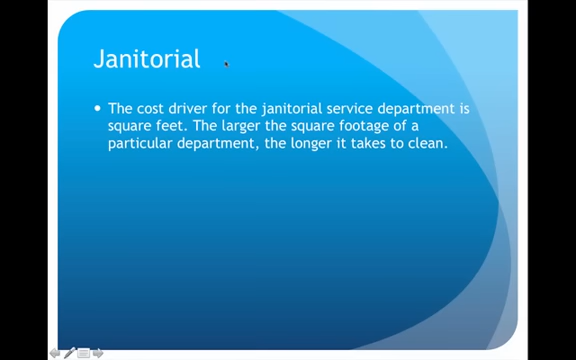 Janitorial
• The cost driver for the janitorial service department is
square feet. The larger the square footage of a
particular department, the longer it takes to clean.